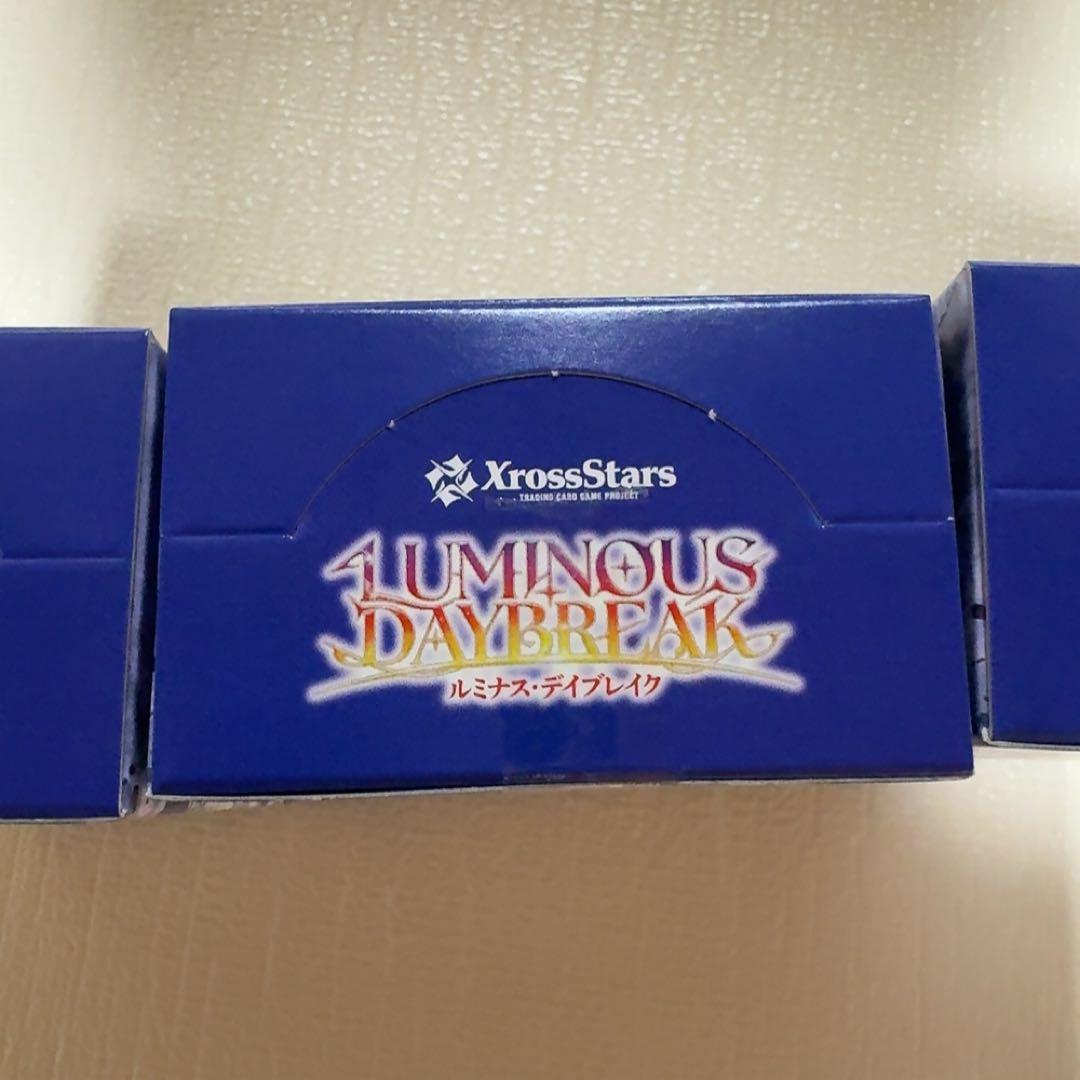 XrossStars
TRADING CARD GAME PROJECT
LUMINOUS
DAYBREAK
ルミナス・デイブレイク